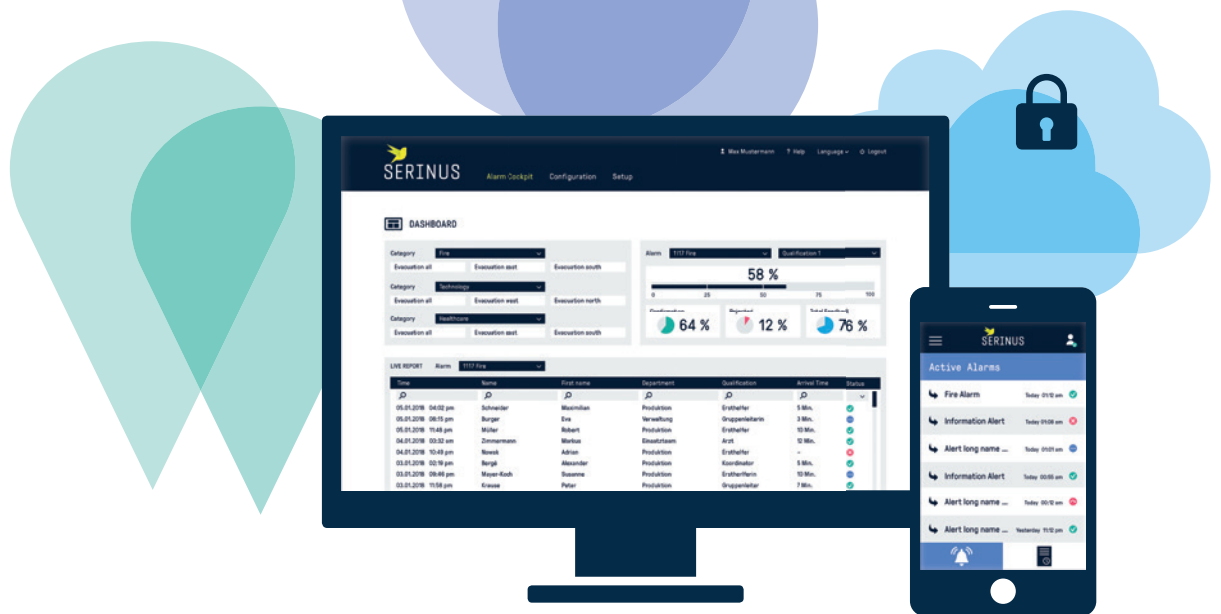 Max Mustermann ? Help Language Logout
SERINUS
Alarm Cockpit Configuration Setup
DASHBOARD
Category Fire
Evacuation all Evacuation east Evacuation south
Category Technology
Evacuation all Evacuation west Evacuation north
Category Healthcare
Evacuation all Evacuation east Evacuation south
Alarm 1117 Fire Qualification 1
58 %
0 25 50 75 100
64 % 12 % 76 %
LIVE REPORT Alarm 1117 Fire
Time Name First name Department Qualification Arrival Time Status
05.01.2018 04:02 pm Schneider Maximilian Produktion Ersthelfer 5 Min.
05.01.2018 06:15 pm Burger Eva Verwaltung Gruppenleiterin 3 Min.
05.01.2018 11:48 pm Müller Robert Produktion Ersthelfer 10 Min.
04.01.2018 03:32 am Zimmermann Markus Einsatzteam Arzt 12 Min.
04.01.2018 10:49 pm Nowak Adrian Produktion Ersthelfer -
03.01.2018 02:19 pm Bergé Alexander Produktion Koordinator 5 Min.
03.01.2018 09:46 pm Mayer-Koch Susanne Produktion 10 Min.
03.01.2018 11:56 pm Krause Peter Produktion Gruppenleiter 7 Min.
SERINUS
Active Alarms
Fire Alarm Today 01:12 am
Information Alert Today 01:09 am
Alert long name ... Today 01:01 am
Information Alert Today 00:55 am
Alert long name ... Today 00:12 am
Alert long name ... Yesterday 11:12 pm